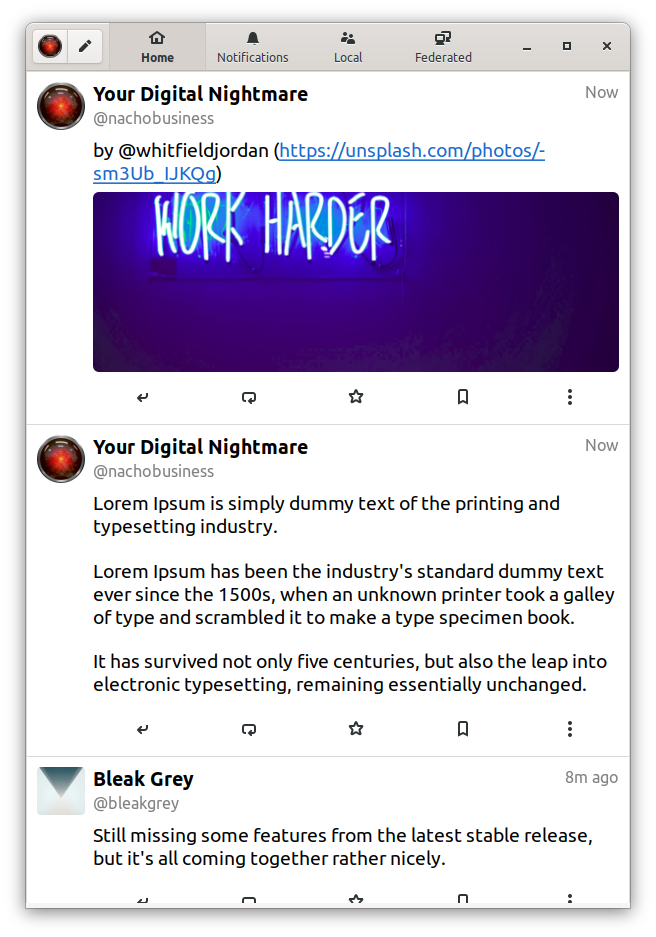 Home
Notifications
Local
Federated
Your Digital Nightmare
Now
@nachobusiness
by @whitfieldjordan (https://unsplash.com/photos/-
sm3Ub_IJKQg)
WORK HARDER
Your Digital Nightmare
Now
@nachobusiness
Lorem Ipsum is simply dummy text of the printing and
typesetting industry.
Lorem Ipsum has been the industry's standard dummy text
ever since the 1500s, when an unknown printer took a galley
of type and scrambled it to make a type specimen book.
It has survived not only five centuries, but also the leap into
electronic typesetting, remaining essentially unchanged.
Bleak Grey
8m ago
@bleakgrey
Still missing some features from the latest stable release,
but it's all coming together rather nicely.